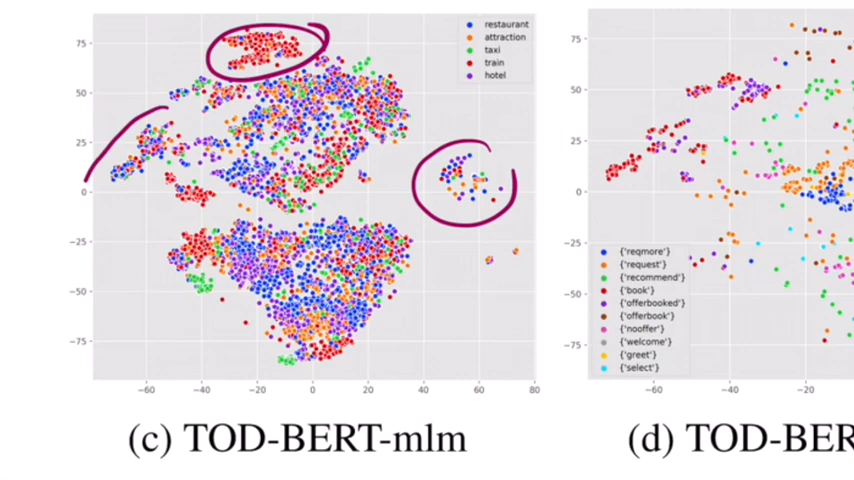 restaurant
attraction
taxi
train
hotel
75
50
25
0
−25
−50
−75
−60
−40
−20
0
20
40
60
80
(c) TOD-BERT-mlm
75
50
25
0
−25
−50
−75
−60
−40
−20
{'reqmore'}
{'request'}
{'recommend'}
{'book'}
{'offerbooked'}
{'offerbook'}
{'nooffer'}
{'welcome'}
{'greet'}
{'select'}
(d) TOD-BER